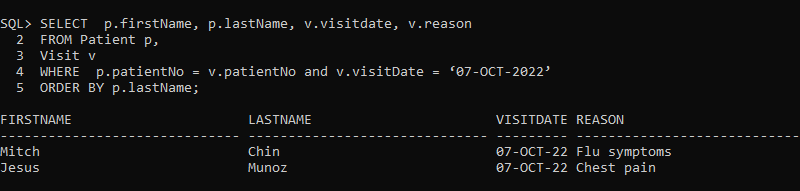 SQL> SELECT  p.firstName, p.lastName, v.visitdate, v.reason
  2  FROM Patient p,
  3  Visit v
  4  WHERE  p.patientNo = v.patientNo and v.visitDate = ‘07-OCT-2022’
  5  ORDER BY p.lastName;
FIRSTNAME                      LASTNAME                       VISITDATE REASON
------------------------------ ------------------------------ --------- ----------------------------
Mitch                          Chin                           07-OCT-22 Flu symptoms
Jesus                          Munoz                          07-OCT-22 Chest pain